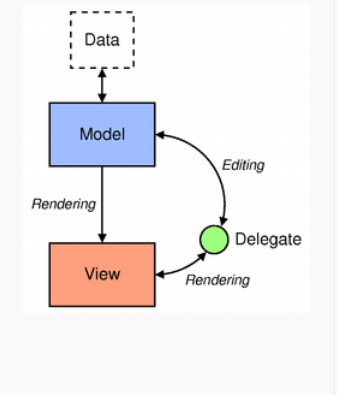 Data
Model
Editing
Rendering
Delegate
View
Rendering